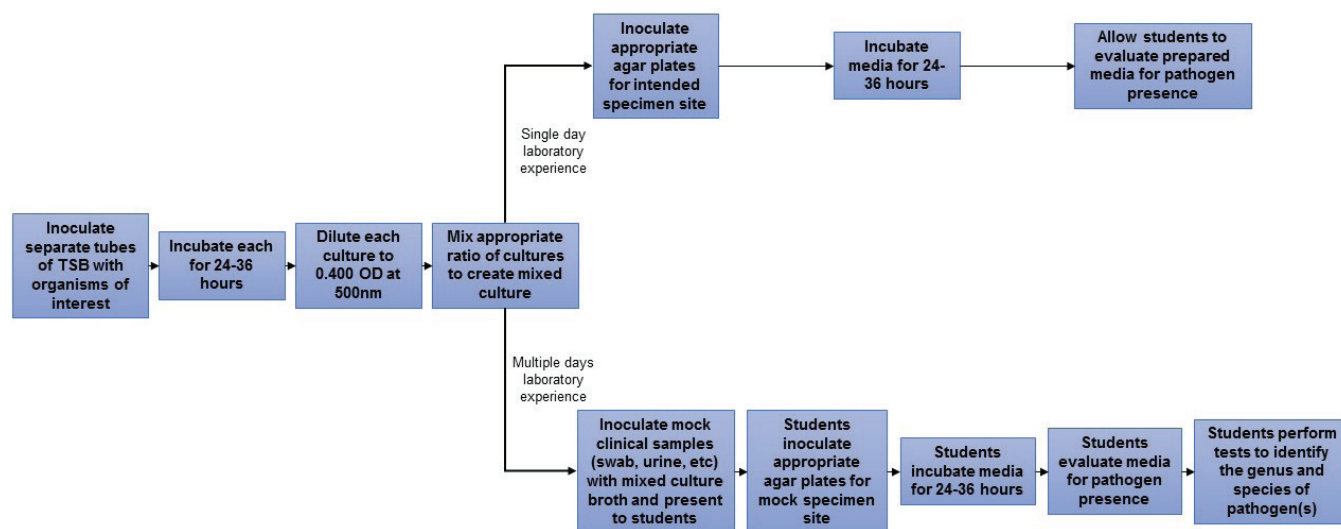 Inoculate
separate tubes
of TSB with
organisms of
interest
Incubate each
for 24-36
hours
Dilute each
culture to
0.400 OD at
500nm
Mix appropriate
ratio of cultures
to create mixed
culture
Single day
laboratory
experience
Inoculate
appropriate
agar plates
for intended
specimen site
Incubate
media for 24-
36 hours
Allow students to
evaluate prepared
media for pathogen
presence
Multiple days
laboratory
experience
Inoculate mock
clinical samples
(swab, urine, etc)
with mixed culture
broth and present
to students
Students
inoculate
appropriate
agar plates for
mock specimen
site
Students
incubate media
for 24-36 hours
Students
evaluate media
for pathogen
presence
Students perform
tests to identify
the genus and
species of
pathogen(s)